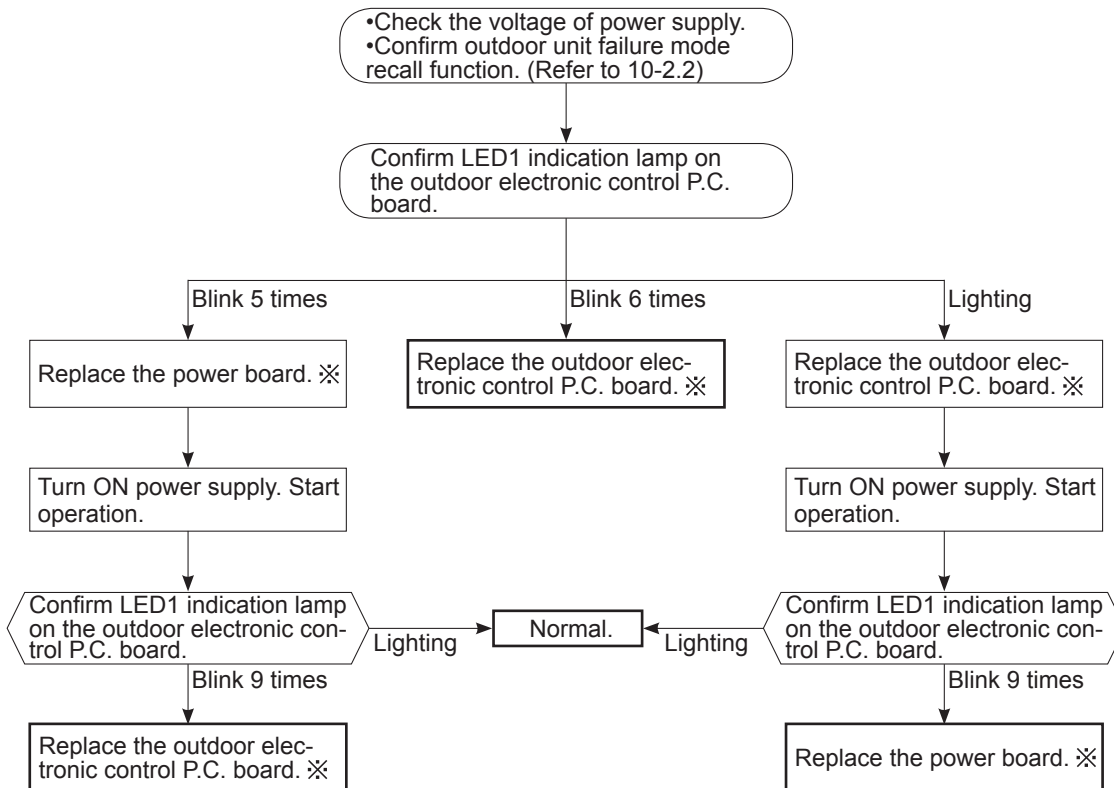 •Check the voltage of power supply.
•Confirm outdoor unit failure mode
recall function. (Refer to 10-2.2)
Confirm LED1 indication lamp on
the outdoor electronic control P.C.
board.
Blink 5 times
Blink 6 times
Lighting
Replace the power board. ※
Replace the outdoor elec-
tronic control P.C. board. ※
Replace the outdoor elec-
tronic control P.C. board. ※
Turn ON power supply. Start
operation.
Turn ON power supply. Start
operation.
Confirm LED1 indication lamp
on the outdoor electronic con-
trol P.C. board.
Lighting
Normal.
Lighting
Confirm LED1 indication lamp
on the outdoor electronic con-
trol P.C. board.
Blink 9 times
Blink 9 times
Replace the outdoor elec-
tronic control P.C. board. ※
Replace the power board. ※